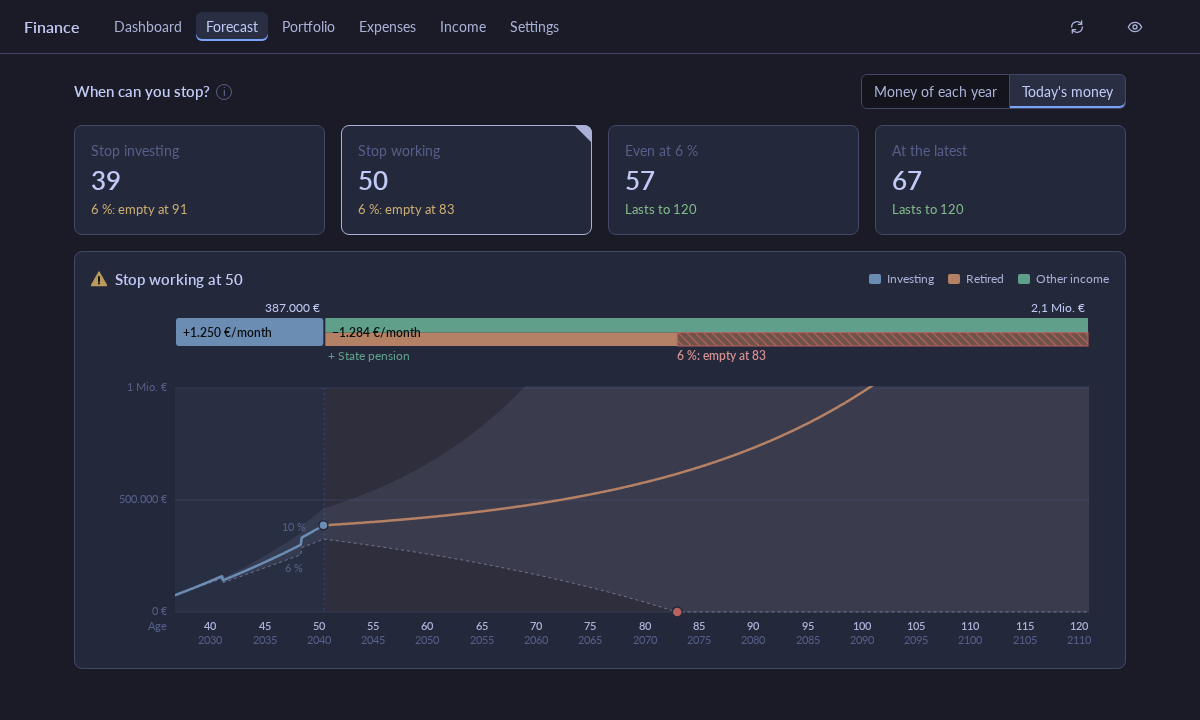 Finance Dashboard Forecast Portfolio Expenses Income Settings
When can you stop? i Money of each year Today's money
Stop investing
39
6 %: empty at 91
Stop working
50
6 %: empty at 83
Even at 6 %
57
Lasts to 120
At the latest
67
Lasts to 120
Stop working at 50
Investing Retired Other income
387.000 € 2,1 Mio. €
+1.250 €/month −1.284 €/month
+ State pension 6 %: empty at 83
1 Mio. €
500.000 €
10 %
6 %
0 €
Age 40 45 50 55 60 65 70 75 80 85 90 95 100 105 110 115 120
2030 2035 2040 2045 2050 2055 2060 2065 2070 2075 2080 2085 2090 2095 2100 2105 2110